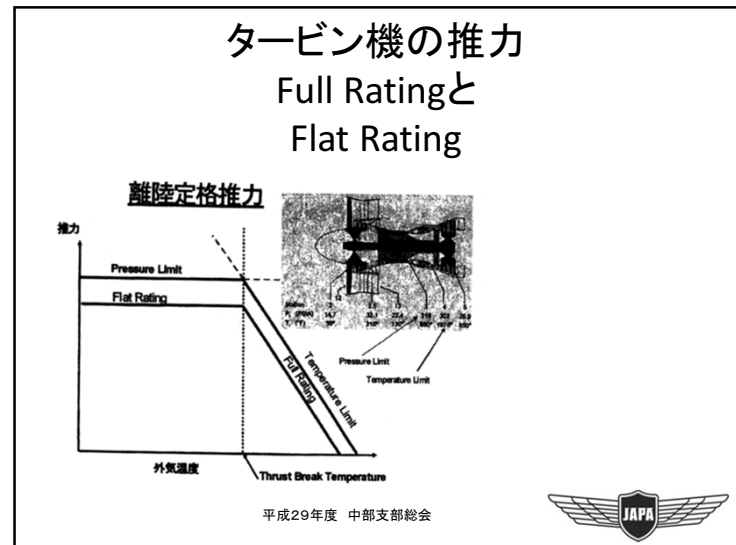 タービン機の推力
Full Ratingと
Flat Rating
離陸定格推力
推力
Pressure Limit
Flat Rating
Full Rating
Temperature Limit
12
Station
Pressure Limit
Temperature Limit
外気温度
Thrust Break Temperature
平成29年度 中部支部総会
JAPA